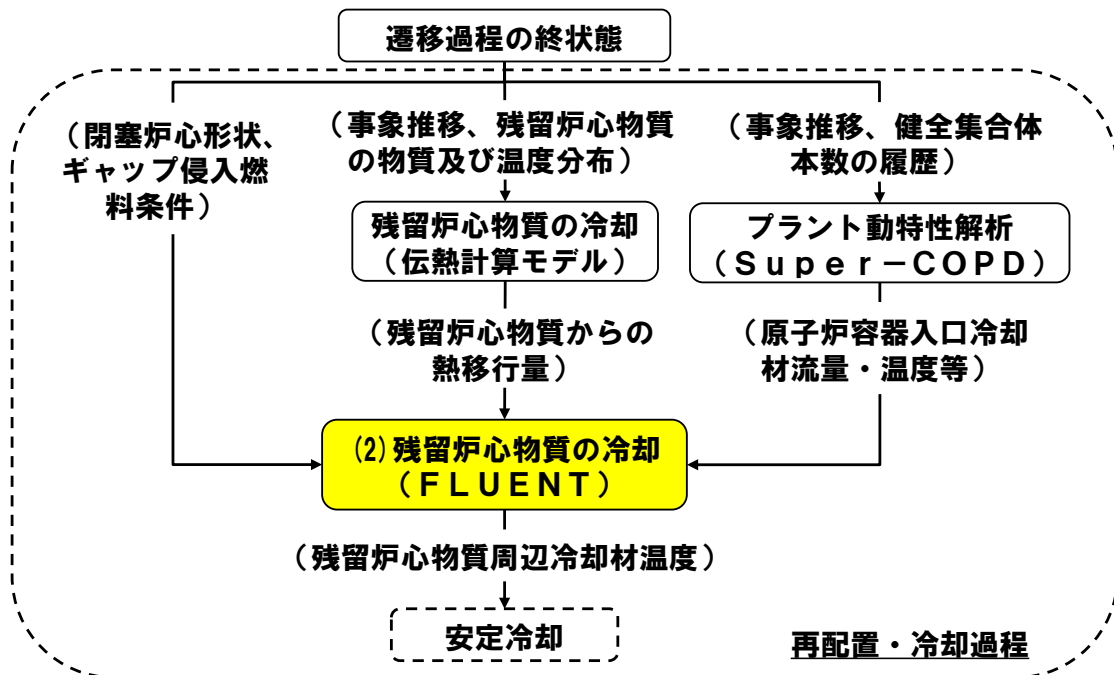 遷移過程の終状態
（閉塞炉心形状、
ギャップ侵入燃
料条件）
（事象推移、残留炉心物質
の物質及び温度分布）
（事象推移、健全集合体
本数の履歴）
残留炉心物質の冷却
（伝熱計算モデル）
プラント動特性解析
（Ｓｕｐｅｒ－ＣＯＰＤ）
（残留炉心物質からの
熱移行量）
（原子炉容器入口冷却
材流量・温度等）
(2)残留炉心物質の冷却
（ＦＬＵＥＮＴ）
（残留炉心物質周辺冷却材温度）
安定冷却
再配置・冷却過程